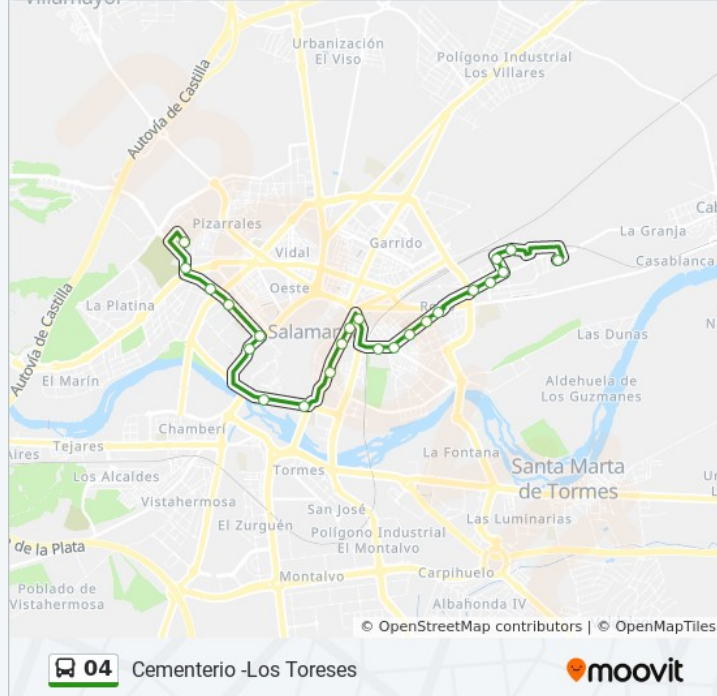 Villamayor
Urbanización
El Viso
Polígono Industrial
Los Villares
Autovía de Castilla
Pizarrales
Vidal
Garrido
La Granja
Casablanca
Oeste
La Platina
Salaman
Las Dunas
Autovía de Castilla
El Marín
Aldehuela de
Los Guzmanes
Chamberí
Tejares
La Fontana
Los Alcaldes
Tormes
Santa Marta
de Tormes
Vistahermosa
San José
Las Luminarias
El Zurguén
Polígono Industrial
El Montalvo
de la Plata
Montalvo
Carpihuelo
Poblado de
Vistahermosa
Albahonda IV
© OpenStreetMap contributors | © OpenMapTiles
04 Cementerio -Los Toreses
moovit